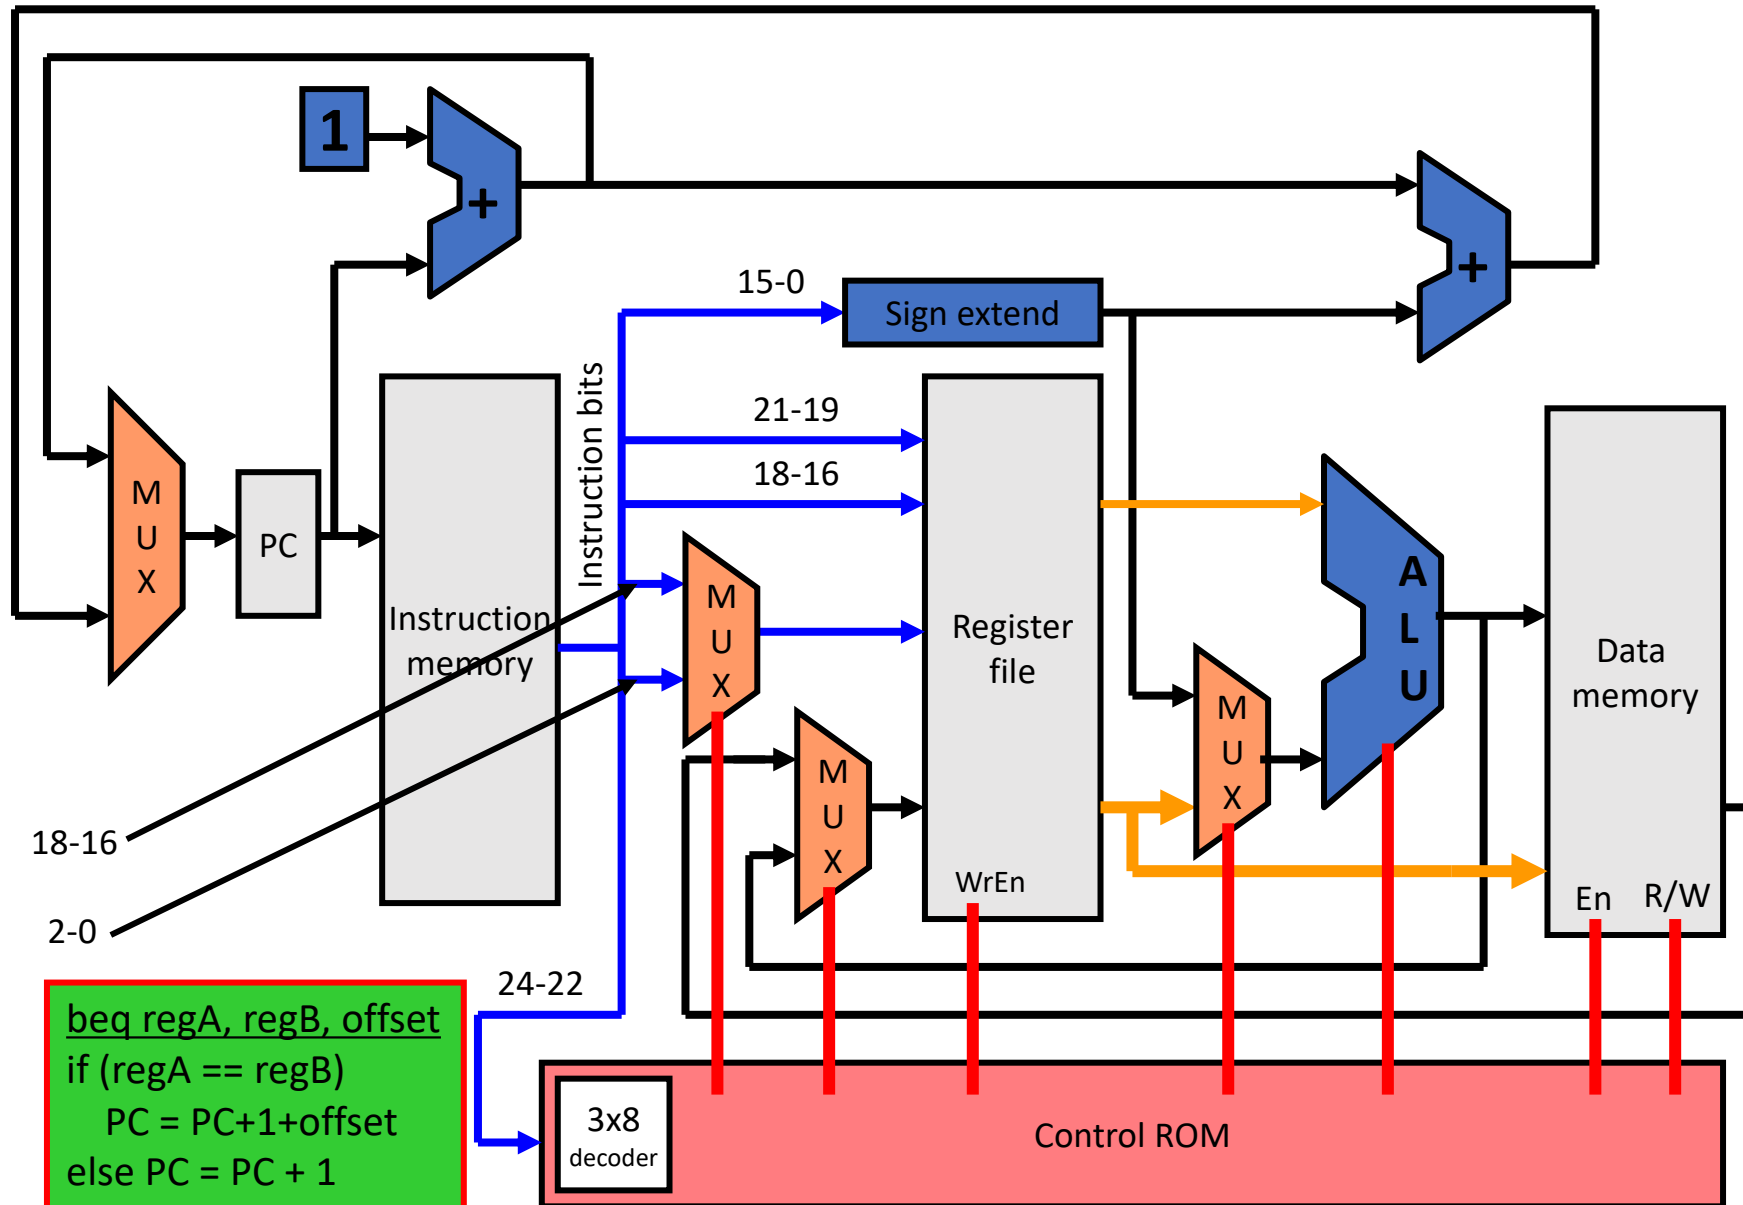 1
+
+
15-0
Sign extend
Instruction bits
21-19
18-16
M
U
X
PC
Instruction
memory
M
U
X
Register
file
WrEn
M
U
X
M
U
X
A
L
U
Data
memory
En
R/W
18-16
2-0
24-22
beq regA, regB, offset
if (regA == regB)
PC = PC+1+offset
else PC = PC + 1
3x8
decoder
Control ROM